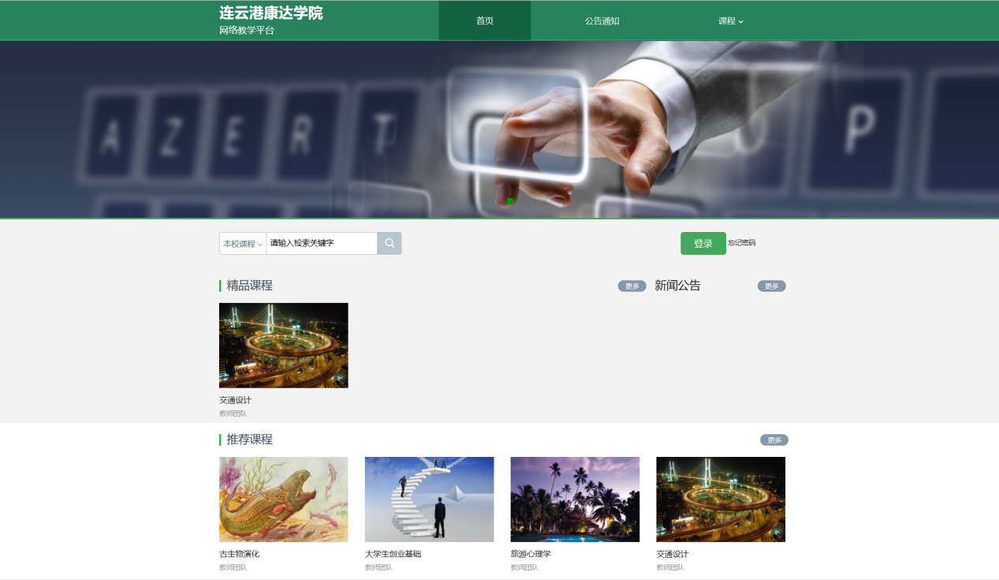 连云港康达学院
网络教学平台
首页
公告通知
课程
A Z E R T U P
本校课程
请输入检索关键字
登录
忘记密码
精品课程
更多
新闻公告
更多
交通设计
教师团队
推荐课程
更多
古生物演化
教师团队
大学生创业基础
教师团队
旅游心理学
教师团队
交通设计
教师团队